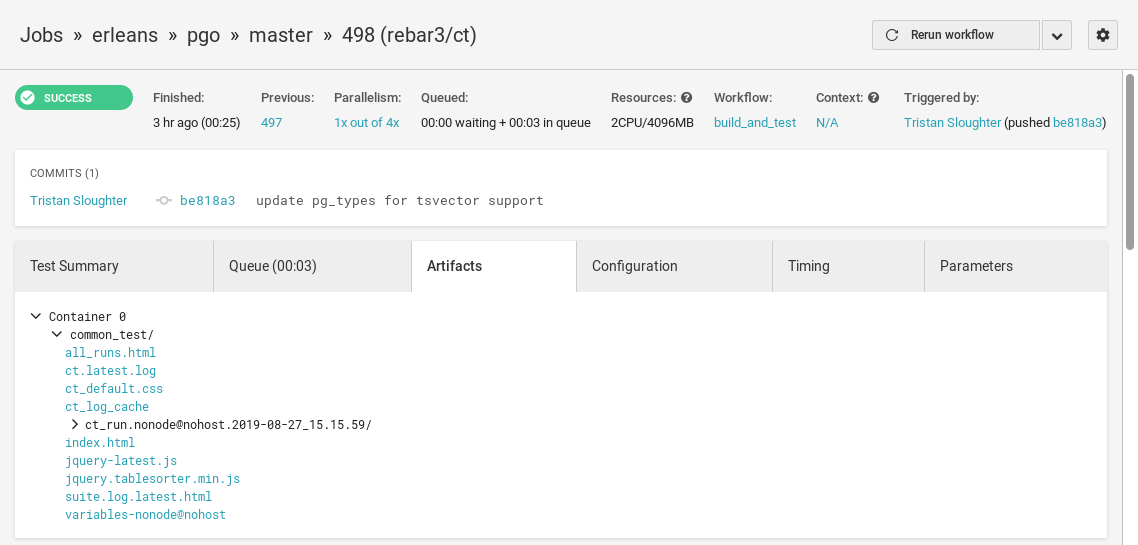 Jobs » erleans » pgo » master » 498 (rebar3/ct)
Rerun workflow
SUCCESS
Finished: Previous: Parallelism: Queued: Resources: Workflow: Context: Triggered by:
3 hr ago (00:25) 497 1x out of 4x 00:00 waiting + 00:03 in queue 2CPU/4096MB build_and_test N/A Tristan Sloughter (pushed be818a3)
COMMITS (1)
Tristan Sloughter be818a3 update pg_types for tsvector support
Test Summary Queue (00:03) Artifacts Configuration Timing Parameters
Container 0
common_test/
all_runs.html
ct.latest.log
ct_default.css
ct_log_cache
ct_run.nonode@nohost.2019-08-27_15.15.59/
index.html
jquery-latest.js
jquery.tablesorter.min.js
suite.log.latest.html
variables-nonode@nohost